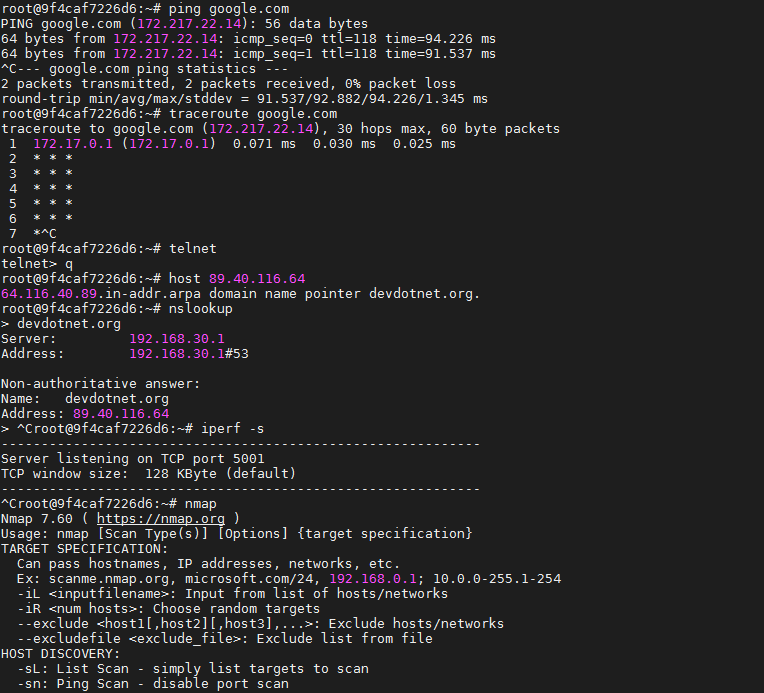 root@9f4caf7226d6:~# ping google.com
PING google.com (172.217.22.14): 56 data bytes
64 bytes from 172.217.22.14: icmp_seq=0 ttl=118 time=94.226 ms
64 bytes from 172.217.22.14: icmp_seq=1 ttl=118 time=91.537 ms
^C--- google.com ping statistics ---
2 packets transmitted, 2 packets received, 0% packet loss
round-trip min/avg/max/stddev = 91.537/92.882/94.226/1.345 ms
root@9f4caf7226d6:~# traceroute google.com
traceroute to google.com (172.217.22.14), 30 hops max, 60 byte packets
 1  172.17.0.1 (172.17.0.1)  0.071 ms  0.030 ms  0.025 ms
 2  * * *
 3  * * *
 4  * * *
 5  * * *
 6  * * *
 7  *^C
root@9f4caf7226d6:~# telnet
telnet> q
root@9f4caf7226d6:~# host 89.40.116.64
64.116.40.89.in-addr.arpa domain name pointer devdotnet.org.
root@9f4caf7226d6:~# nslookup
> devdotnet.org
Server:         192.168.30.1
Address:        192.168.30.1#53

Non-authoritative answer:
Name:   devdotnet.org
Address: 89.40.116.64
> ^Croot@9f4caf7226d6:~# iperf -s
------------------------------------------------------------
Server listening on TCP port 5001
TCP window size:  128 KByte (default)
------------------------------------------------------------
^Croot@9f4caf7226d6:~# nmap
Nmap 7.60 ( https://nmap.org )
Usage: nmap [Scan Type(s)] [Options] {target specification}
TARGET SPECIFICATION:
  Can pass hostnames, IP addresses, networks, etc.
  Ex: scanme.nmap.org, microsoft.com/24, 192.168.0.1; 10.0.0-255.1-254
  -iL <inputfilename>: Input from list of hosts/networks
  -iR <num hosts>: Choose random targets
  --exclude <host1[,host2][,host3],...>: Exclude hosts/networks
  --excludefile <exclude_file>: Exclude list from file
HOST DISCOVERY:
  -sL: List Scan - simply list targets to scan
  -sn: Ping Scan - disable port scan